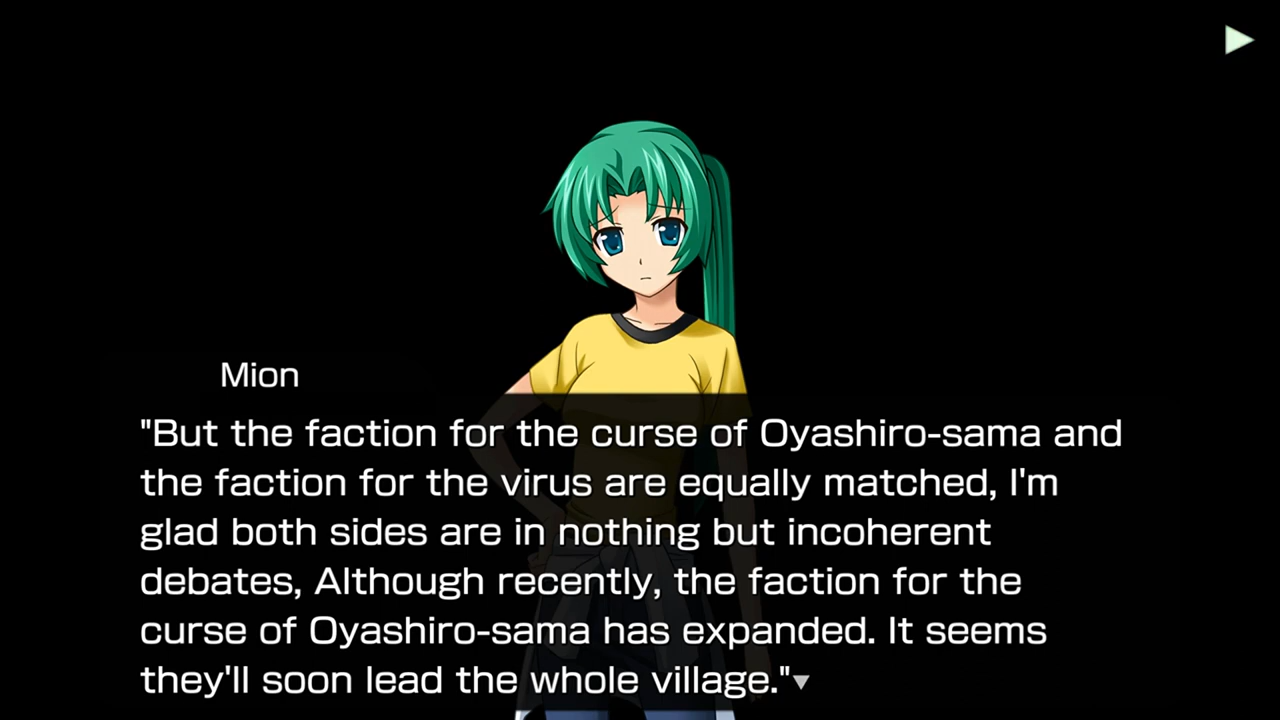 Mion
"But the faction for the curse of Oyashiro-sama and
the faction for the virus are equally matched, I'm
glad both sides are in nothing but incoherent
debates, Although recently, the faction for the
curse of Oyashiro-sama has expanded. It seems
they'll soon lead the whole village."